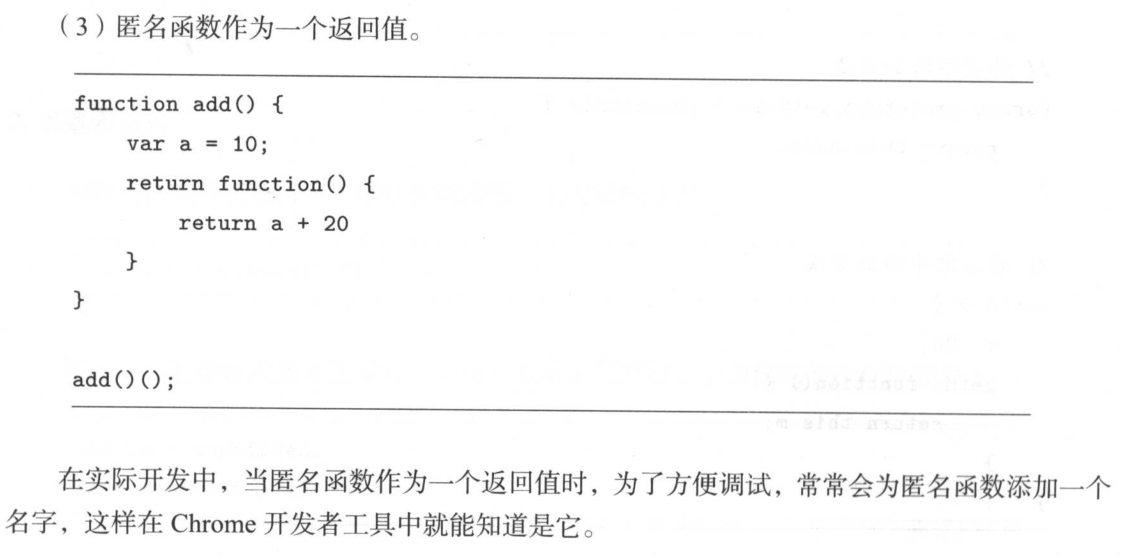 （3）匿名函数作为一个返回值。
function add() {
    var a = 10;
    return function() {
        return a + 20
    }
}
add()();
在实际开发中，当匿名函数作为一个返回值时，为了方便调试，常常会为匿名函数添加一个
名字，这样在 Chrome 开发者工具中就能知道是它。